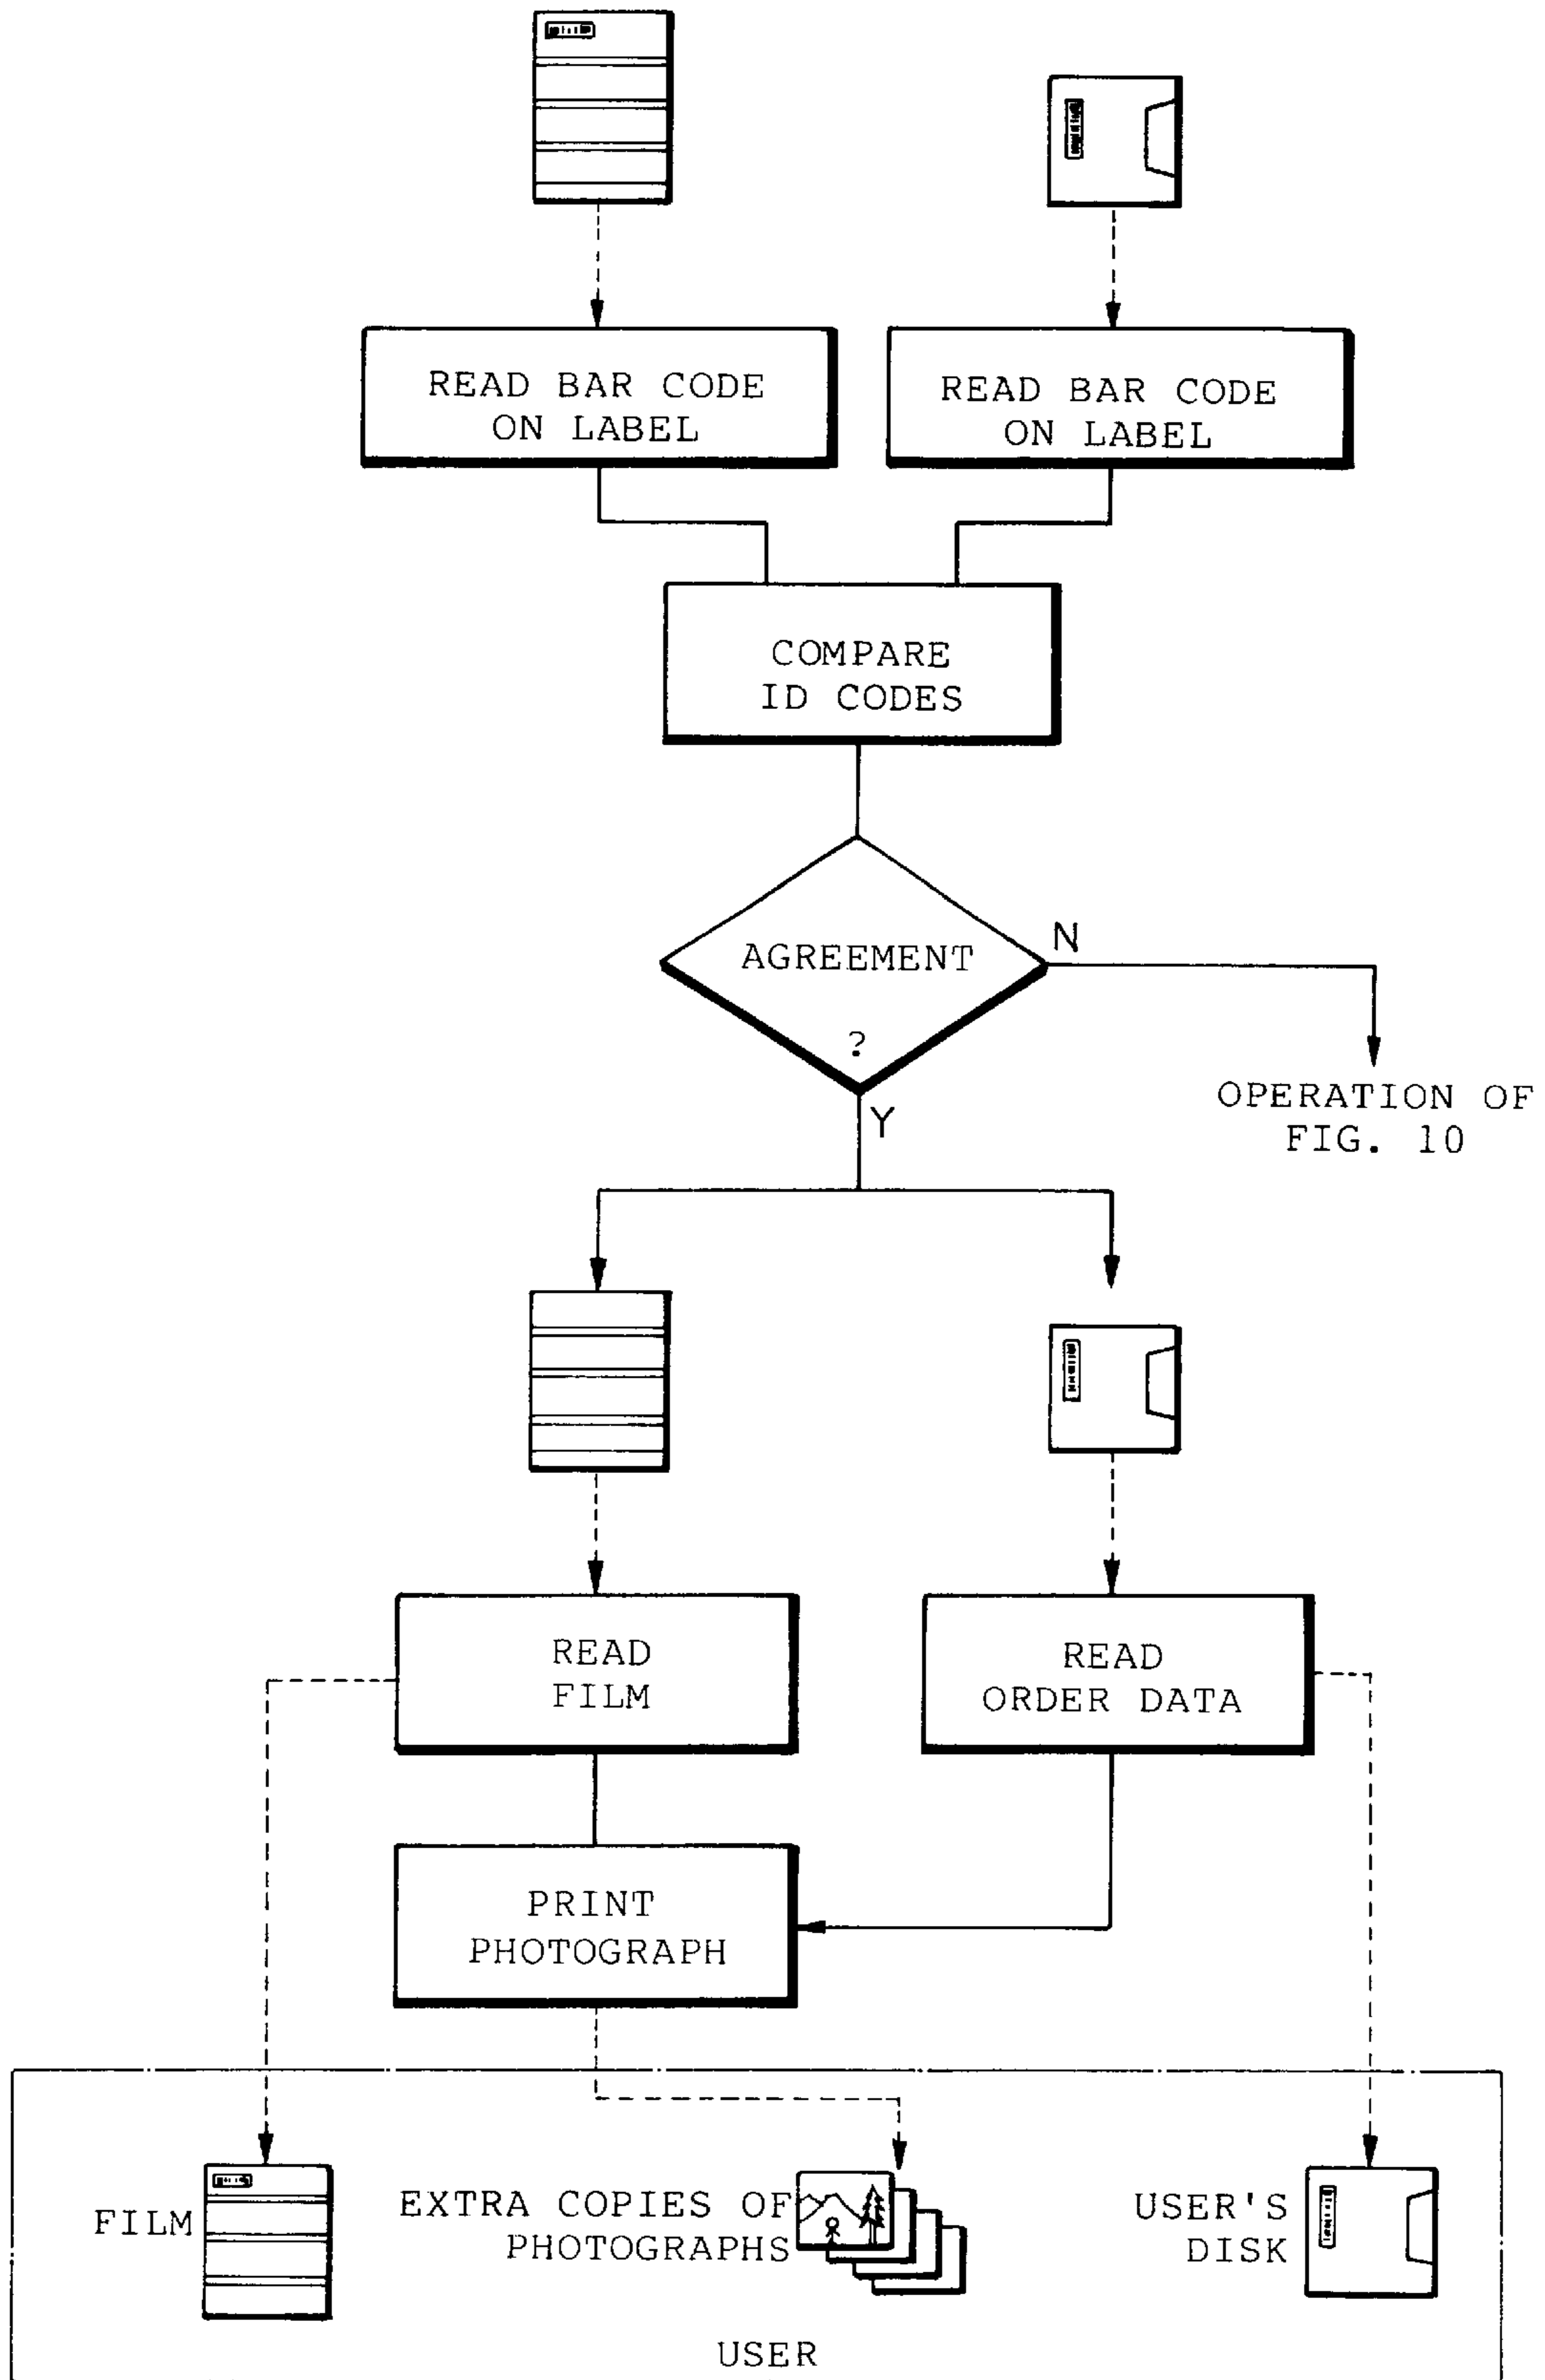 READ BAR CODE
ON LABEL
READ BAR CODE
ON LABEL
COMPARE
ID CODES
AGREEMENT
?
N
Y
OPERATION OF
FIG. 10
READ
FILM
READ
ORDER DATA
PRINT
PHOTOGRAPH
FILM
EXTRA COPIES OF
PHOTOGRAPHS
USER'S
DISK
USER